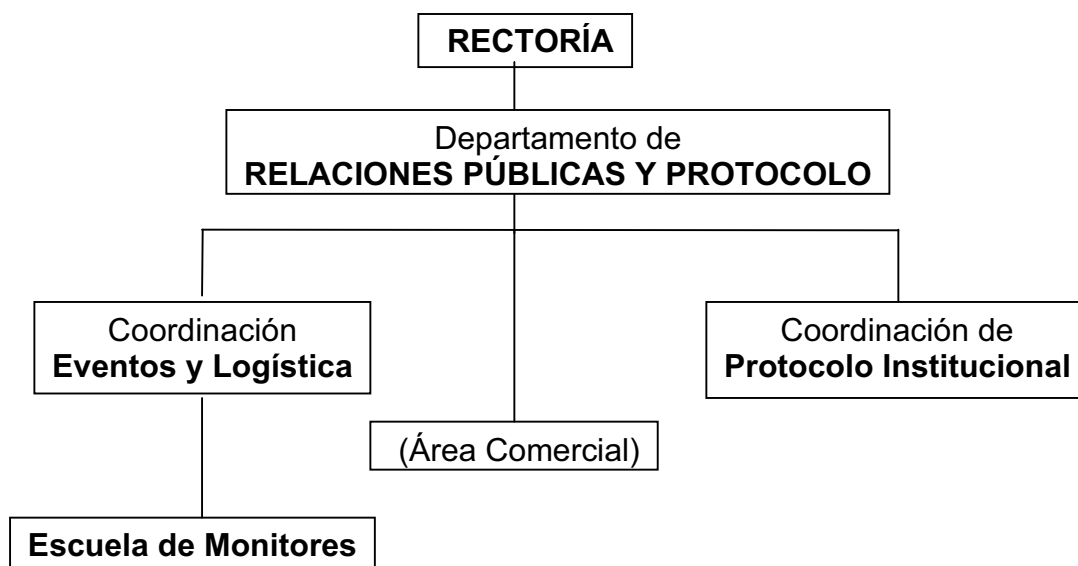 RECTORÍA
Departamento de
RELACIONES PÚBLICAS Y PROTOCOLO
Coordinación
Eventos y Logística
Coordinación de
Protocolo Institucional
(Área Comercial)
Escuela de Monitores